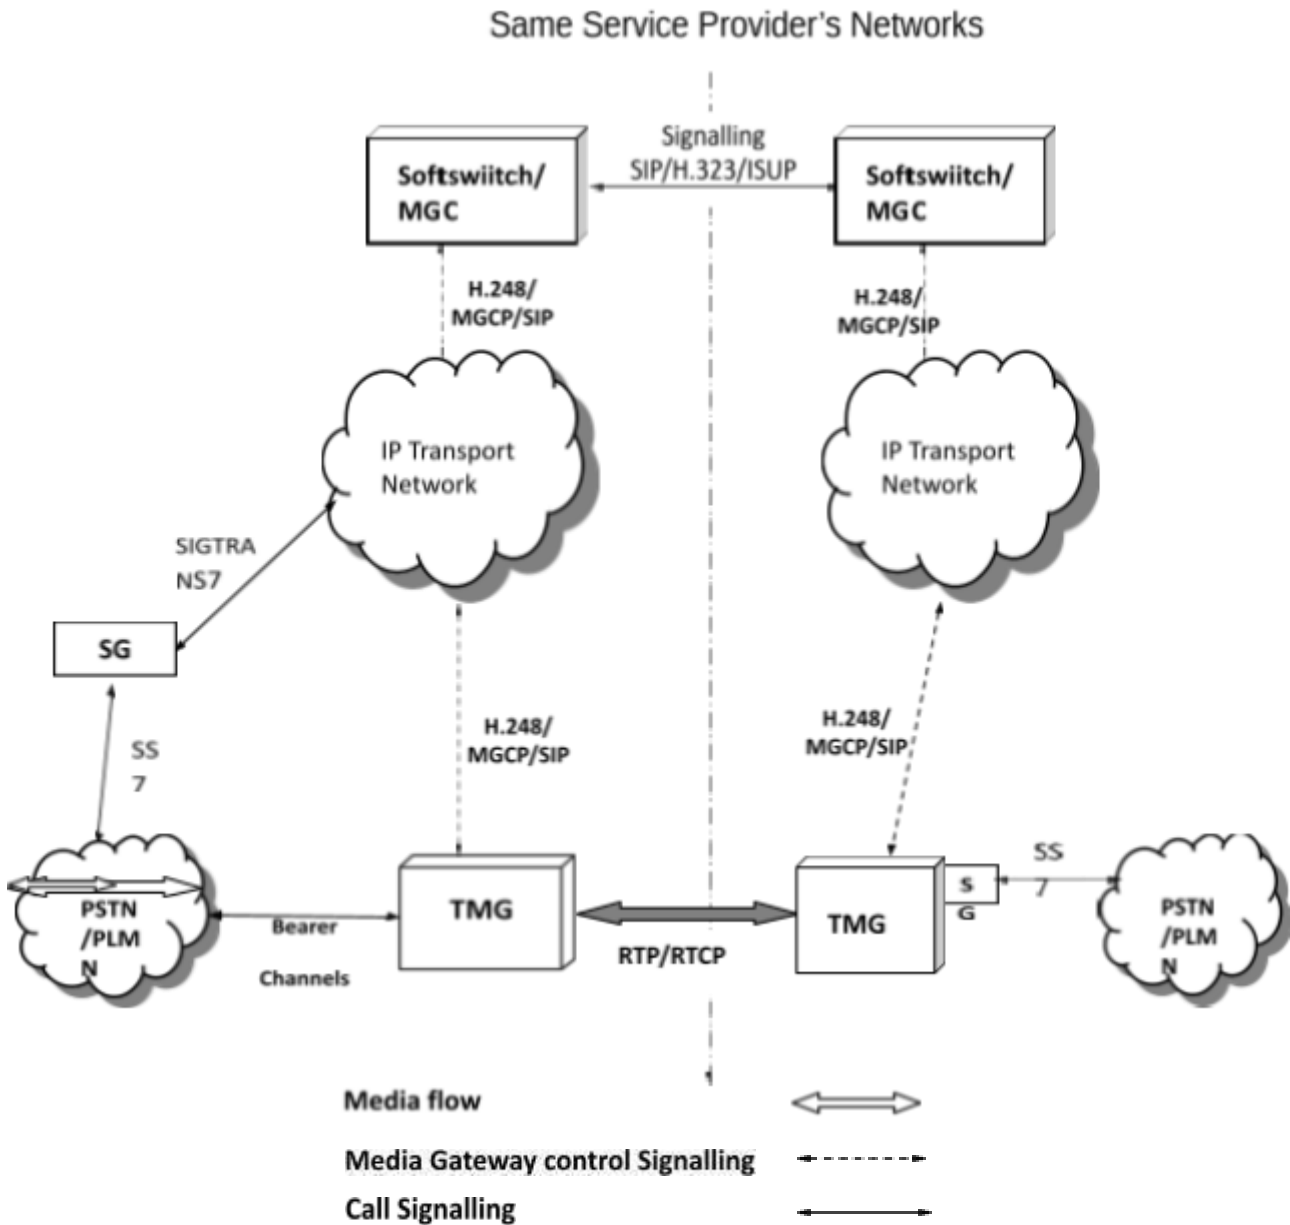 Same Service Provider's Networks
Signalling
SIP/H.323/ISUP
Softswiitch/
MGC
Softswiitch/
MGC
H.248/
MGCP/SIP
H.248/
MGCP/SIP
IP Transport
Network
IP Transport
Network
SIGTRA
NS7
SG
SS
7
H.248/
MGCP/SIP
H.248/
MGCP/SIP
PSTN
/PLM
N
Bearer
Channels
TMG
RTP/RTCP
TMG
S
G
SS
7
PSTN
/PLM
N
Media flow
Media Gateway control Signalling
Call Signalling